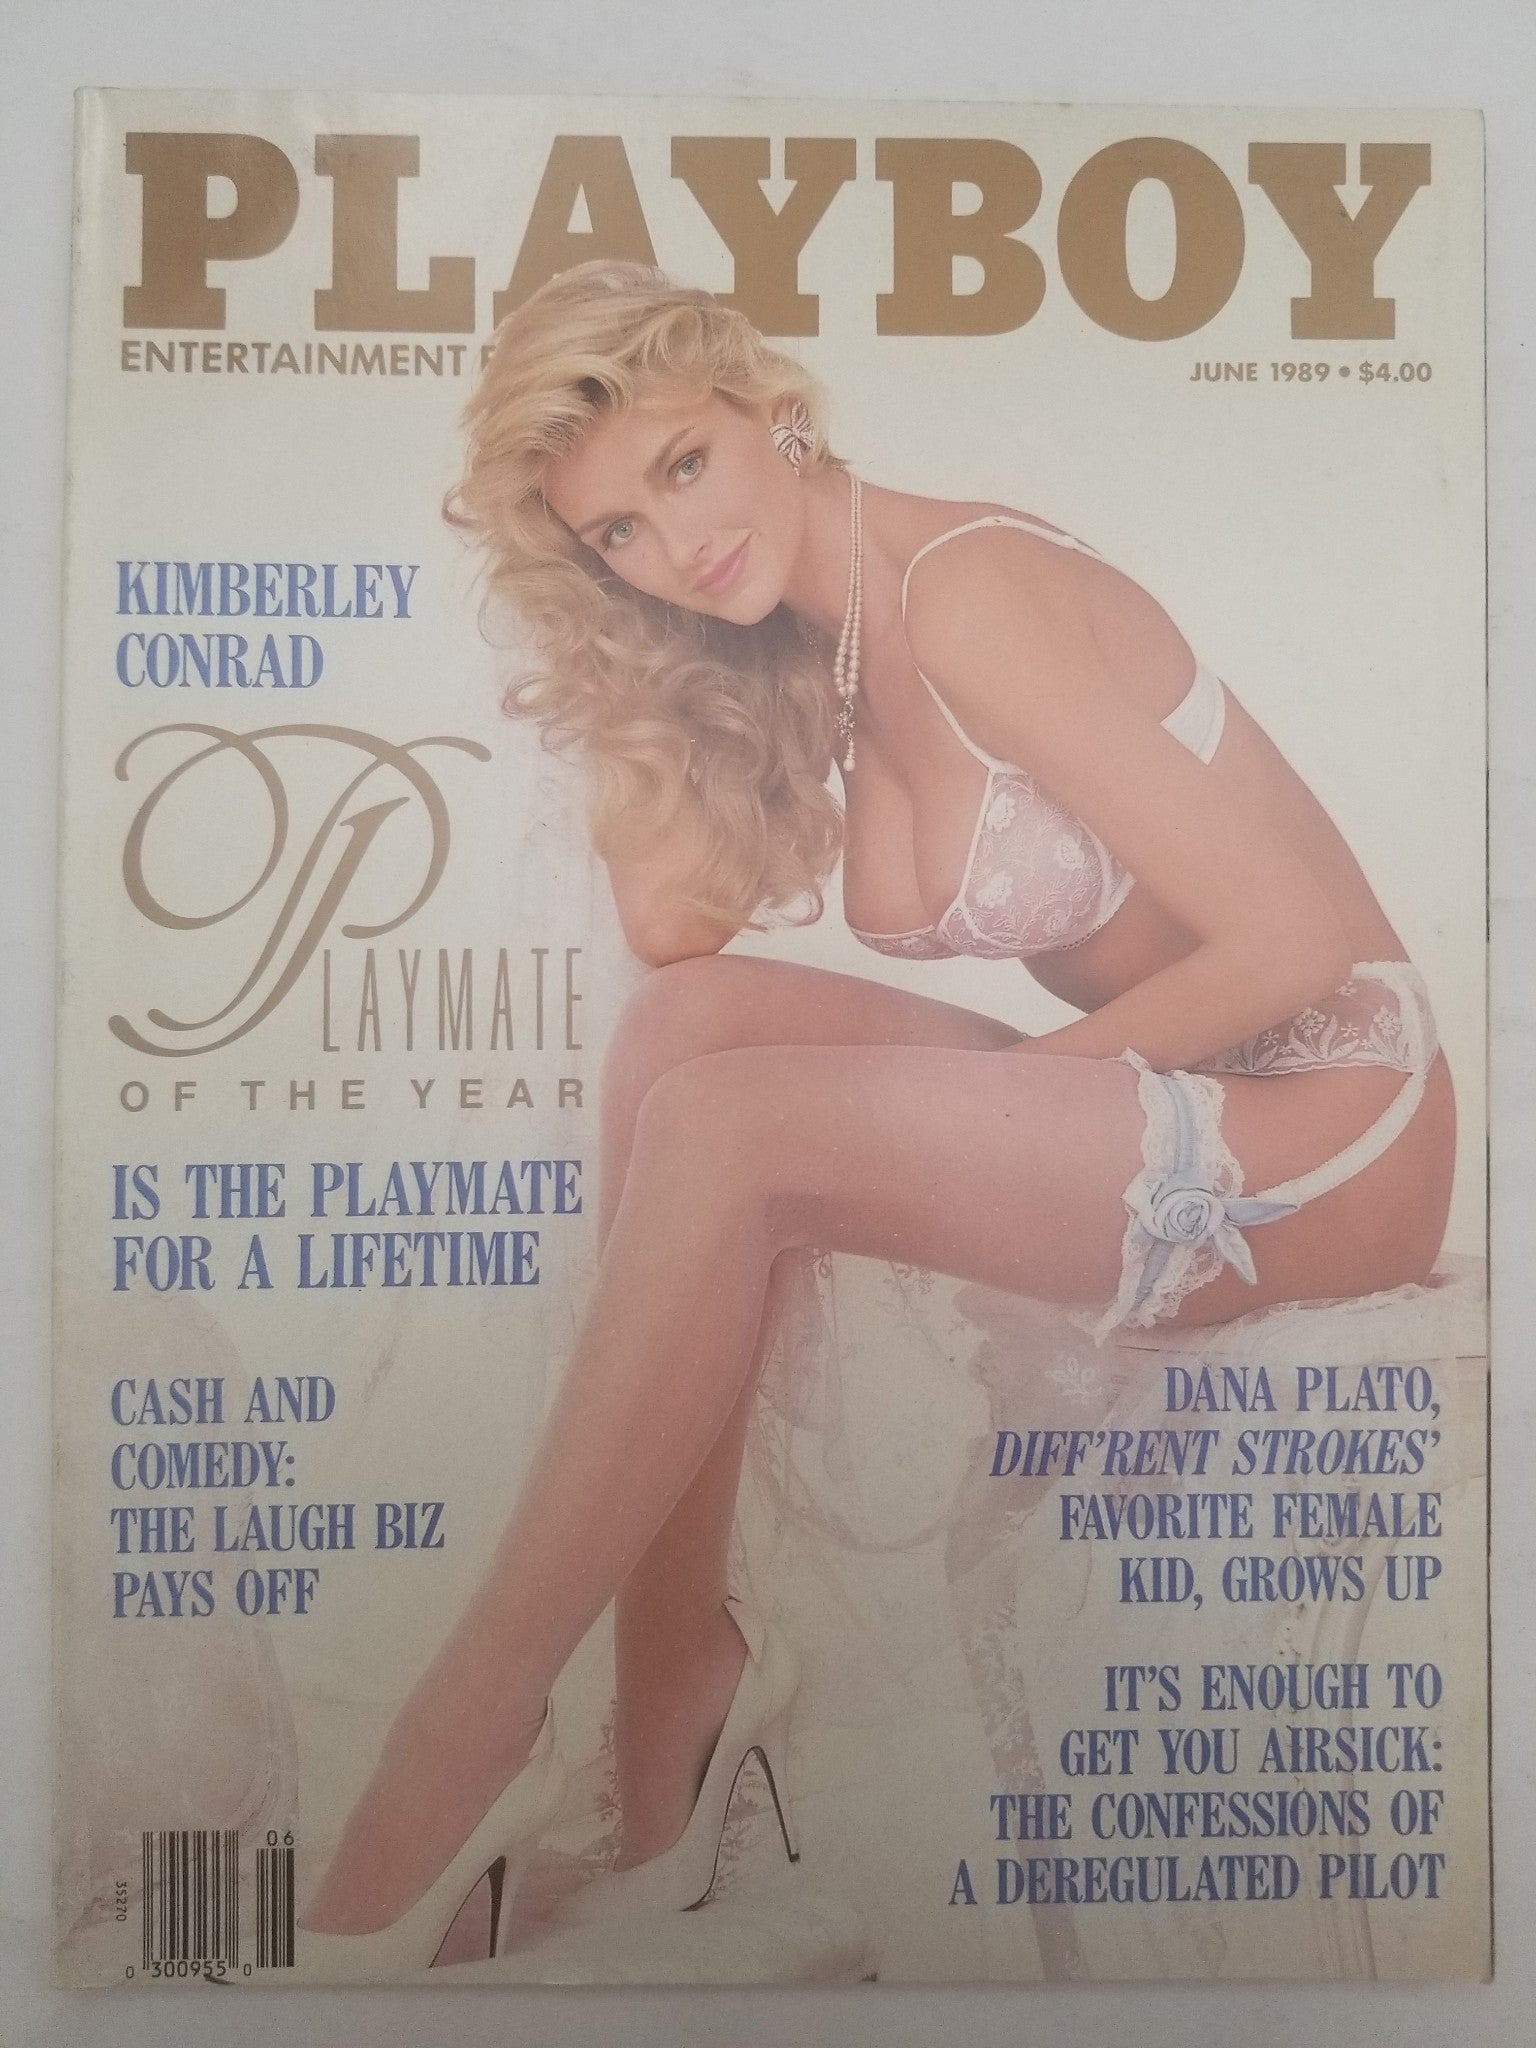 PLAYBOY
ENTERTAINMENT
JUNE 1989 • $4.00
KIMBERLEY
CONRAD
PLAYMATE
OF THE YEAR
IS THE PLAYMATE
FOR A LIFETIME
CASH AND
COMEDY:
THE LAUGH BIZ
PAYS OFF
DANA PLATO,
DIFF'RENT STROKES'
FAVORITE FEMALE
KID, GROWS UP
IT'S ENOUGH TO
GET YOU AIRSICK:
THE CONFESSIONS OF
A DEREGULATED PILOT
06
35270
0 300955 0